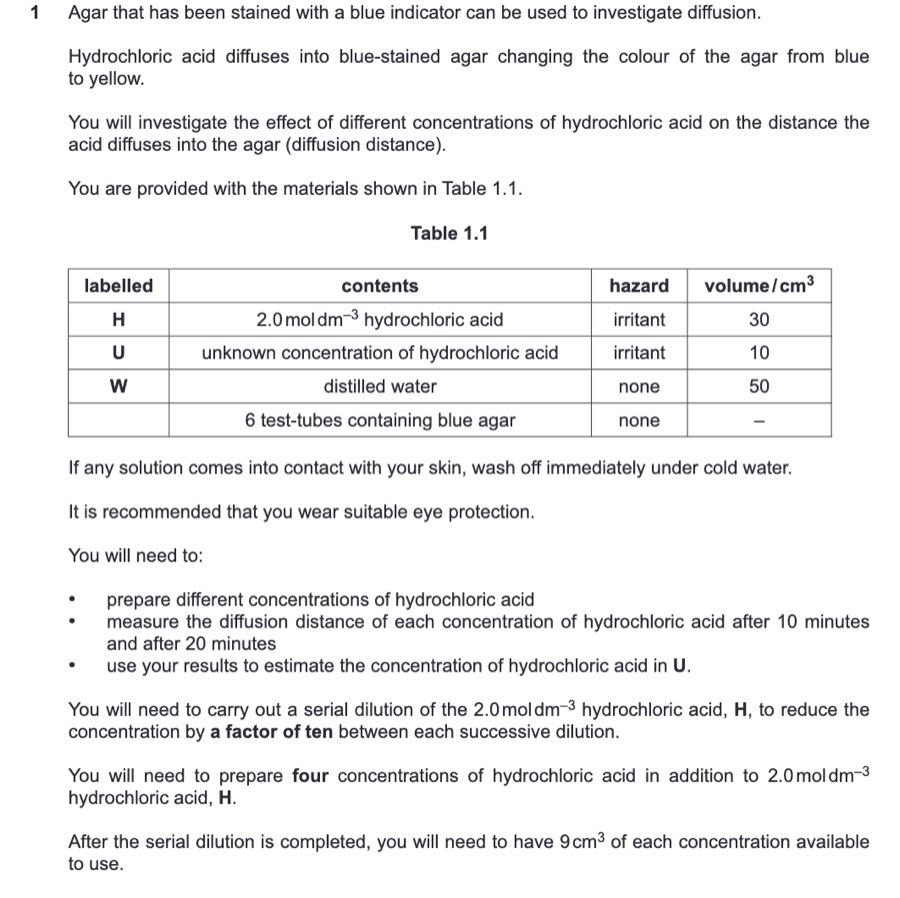 1 Agar that has been stained with a blue indicator can be used to investigate diffusion.
Hydrochloric acid diffuses into blue-stained agar changing the colour of the agar from blue
to yellow.
You will investigate the effect of different concentrations of hydrochloric acid on the distance the
acid diffuses into the agar (diffusion distance).
You are provided with the materials shown in Table 1.1.
Table 1.1
labelled contents hazard volume / cm³
H 2.0 mol dm⁻³ hydrochloric acid irritant 30
U unknown concentration of hydrochloric acid irritant 10
W distilled water none 50
6 test-tubes containing blue agar none –
If any solution comes into contact with your skin, wash off immediately under cold water.
It is recommended that you wear suitable eye protection.
You will need to:
• prepare different concentrations of hydrochloric acid
• measure the diffusion distance of each concentration of hydrochloric acid after 10 minutes
and after 20 minutes
• use your results to estimate the concentration of hydrochloric acid in U.
You will need to carry out a serial dilution of the 2.0 mol dm⁻³ hydrochloric acid, H, to reduce the
concentration by a factor of ten between each successive dilution.
You will need to prepare four concentrations of hydrochloric acid in addition to 2.0 mol dm⁻³
hydrochloric acid, H.
After the serial dilution is completed, you will need to have 9 cm³ of each concentration available
to use.